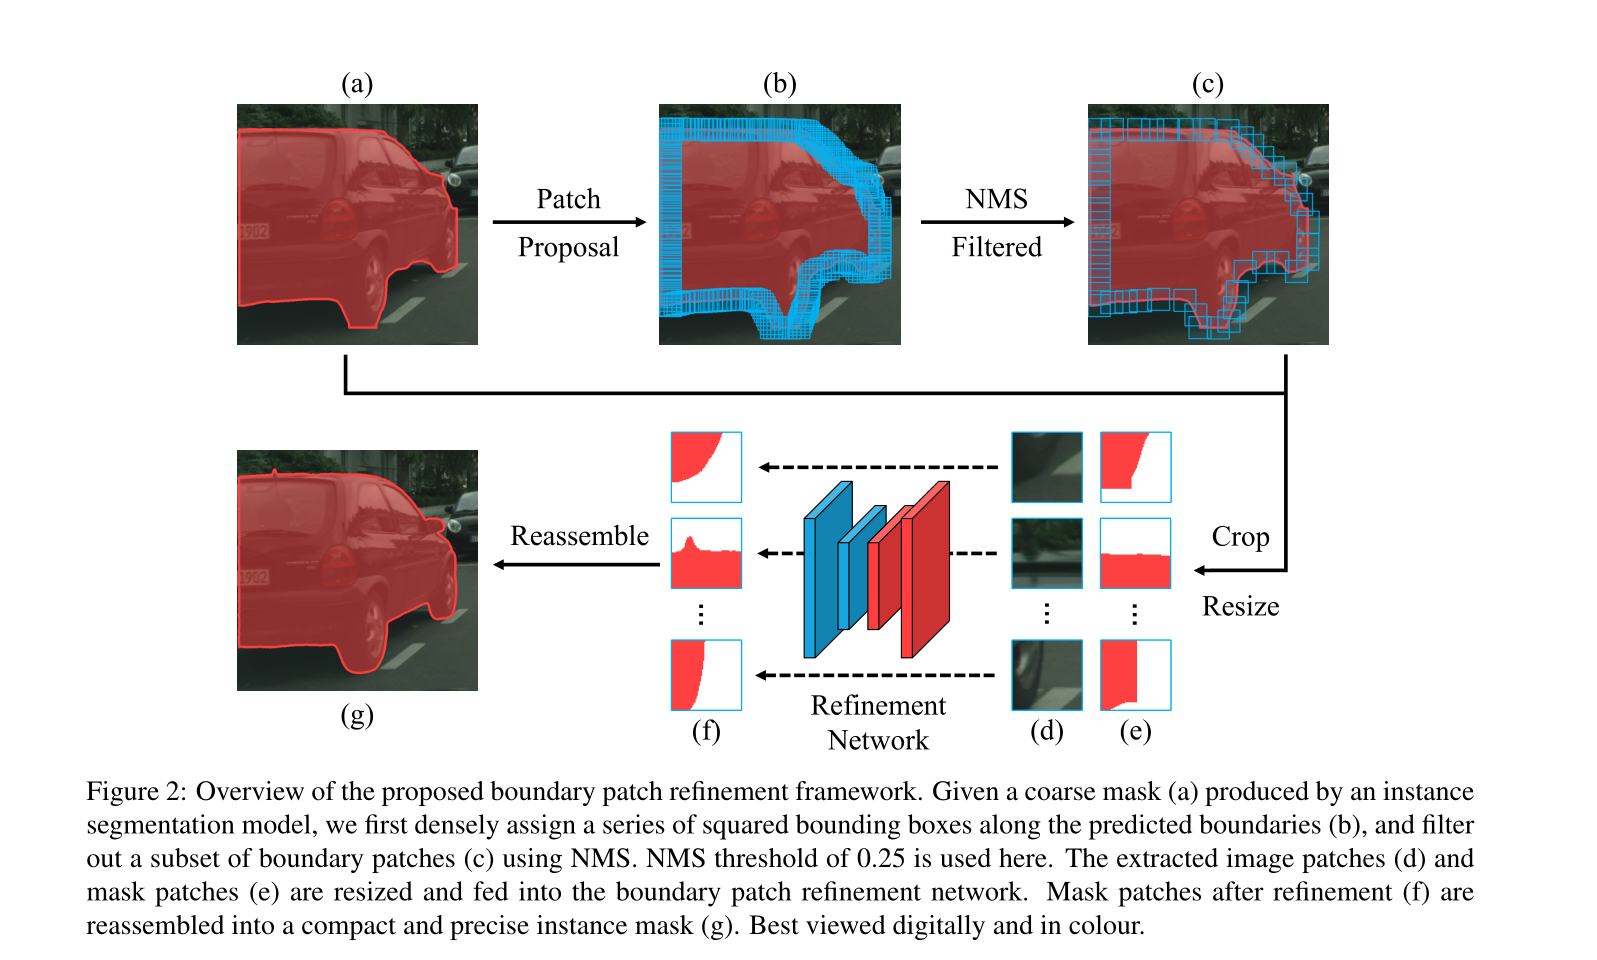 (a)
(b)
(c)
Patch
Proposal
NMS
Filtered
1902
Reassemble
Crop
Resize
1902
Refinement
Network
(g)
(f)
(d)
(e)
Figure 2: Overview of the proposed boundary patch refinement framework. Given a coarse mask (a) produced by an instance
segmentation model, we first densely assign a series of squared bounding boxes along the predicted boundaries (b), and filter
out a subset of boundary patches (c) using NMS. NMS threshold of 0.25 is used here. The extracted image patches (d) and
mask patches (e) are resized and fed into the boundary patch refinement network. Mask patches after refinement (f) are
reassembled into a compact and precise instance mask (g). Best viewed digitally and in colour.